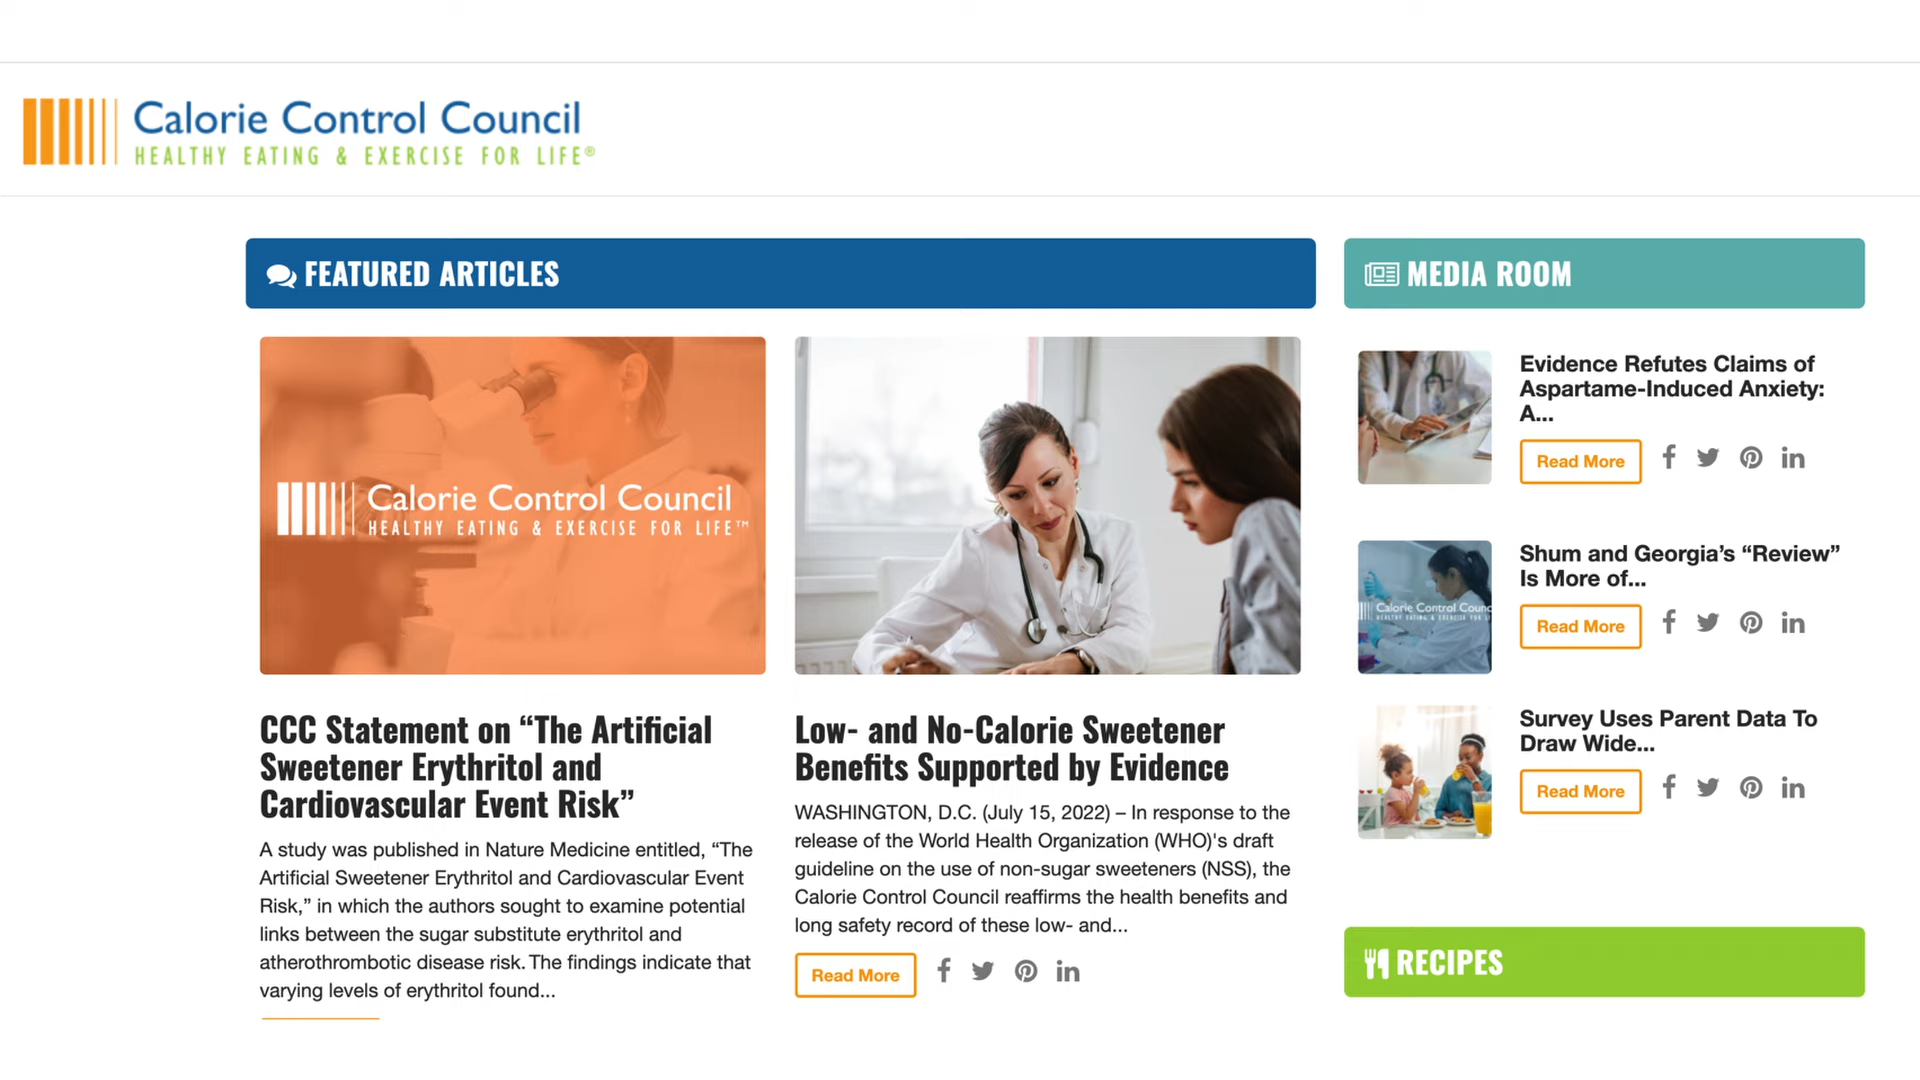 Calorie Control Council
HEALTHY EATING & EXERCISE FOR LIFE®
FEATURED ARTICLES
Calorie Control Council
HEALTHY EATING & EXERCISE FOR LIFE™
CCC Statement on “The Artificial
Sweetener Erythritol and
Cardiovascular Event Risk”
A study was published in Nature Medicine entitled, “The
Artificial Sweetener Erythritol and Cardiovascular Event
Risk,” in which the authors sought to examine potential
links between the sugar substitute erythritol and
atherothrombotic disease risk. The findings indicate that
varying levels of erythritol found...
Low- and No-Calorie Sweetener
Benefits Supported by Evidence
WASHINGTON, D.C. (July 15, 2022) – In response to the
release of the World Health Organization (WHO)'s draft
guideline on the use of non-sugar sweeteners (NSS), the
Calorie Control Council reaffirms the health benefits and
long safety record of these low- and...
Read More
MEDIA ROOM
Evidence Refutes Claims of
Aspartame-Induced Anxiety:
A...
Read More
Calorie Control Counc
HEALTHY EATING & EXERCISE FOR LI
Shum and Georgia’s “Review”
Is More of...
Read More
Survey Uses Parent Data To
Draw Wide...
Read More
RECIPES